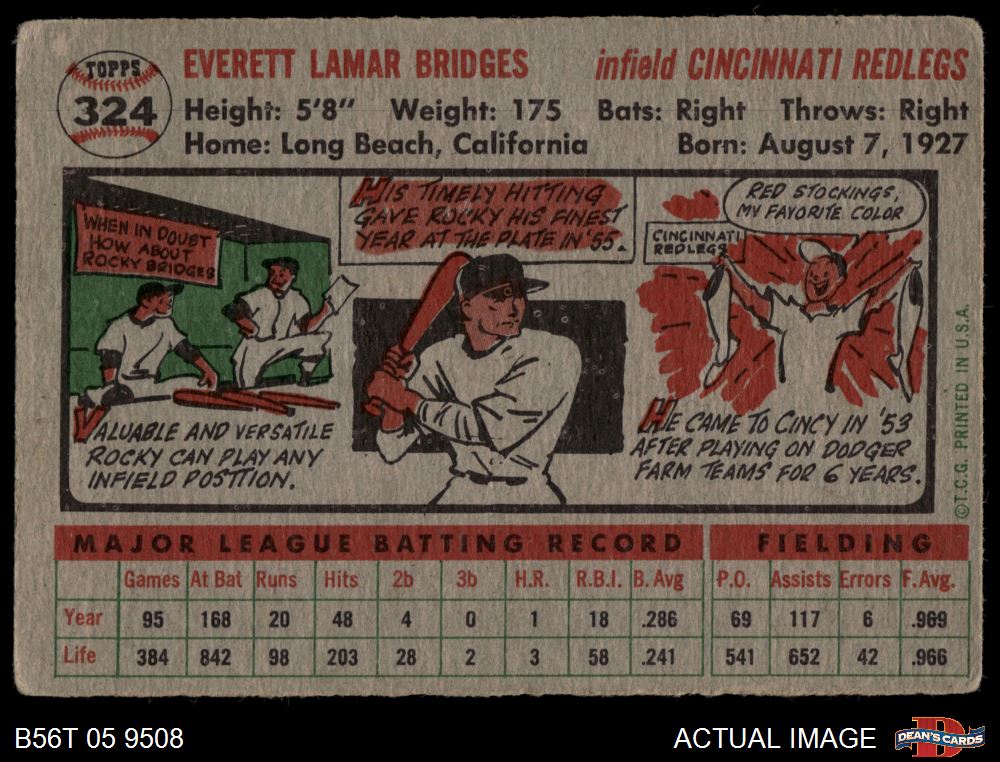 TOPPS
324
EVERETT LAMAR BRIDGES infield CINCINNATI REDLEGS
Height: 5'8" Weight: 175 Bats: Right Throws: Right
Home: Long Beach, California Born: August 7, 1927
WHEN IN DOUBT
HOW ABOUT
ROCKY BRIDGES
VALUABLE AND VERSATILE
ROCKY CAN PLAY ANY
INFIELD POSITION.
HIS TIMELY HITTING
GAVE ROCKY HIS FINEST
YEAR AT THE PLATE IN '55.
RED STOCKINGS,
MY FAVORITE COLOR
CINCINNATI
REDLEGS
HE CAME TO CINCY IN '53
AFTER PLAYING ON DODGER
FARM TEAMS FOR 6 YEARS.
©T.C.G. PRINTED IN U.S.A.
MAJOR LEAGUE BATTING RECORD FIELDING
Games At Bat Runs Hits 2b 3b H.R. R.B.I. B. Avg P.O. Assists Errors F. Avg.
Year 95 168 20 48 4 0 1 18 .286 69 117 6 .969
Life 384 842 98 203 28 2 3 58 .241 541 652 42 .966
B56T 05 9508 ACTUAL IMAGE
D
DEAN'S CARDS